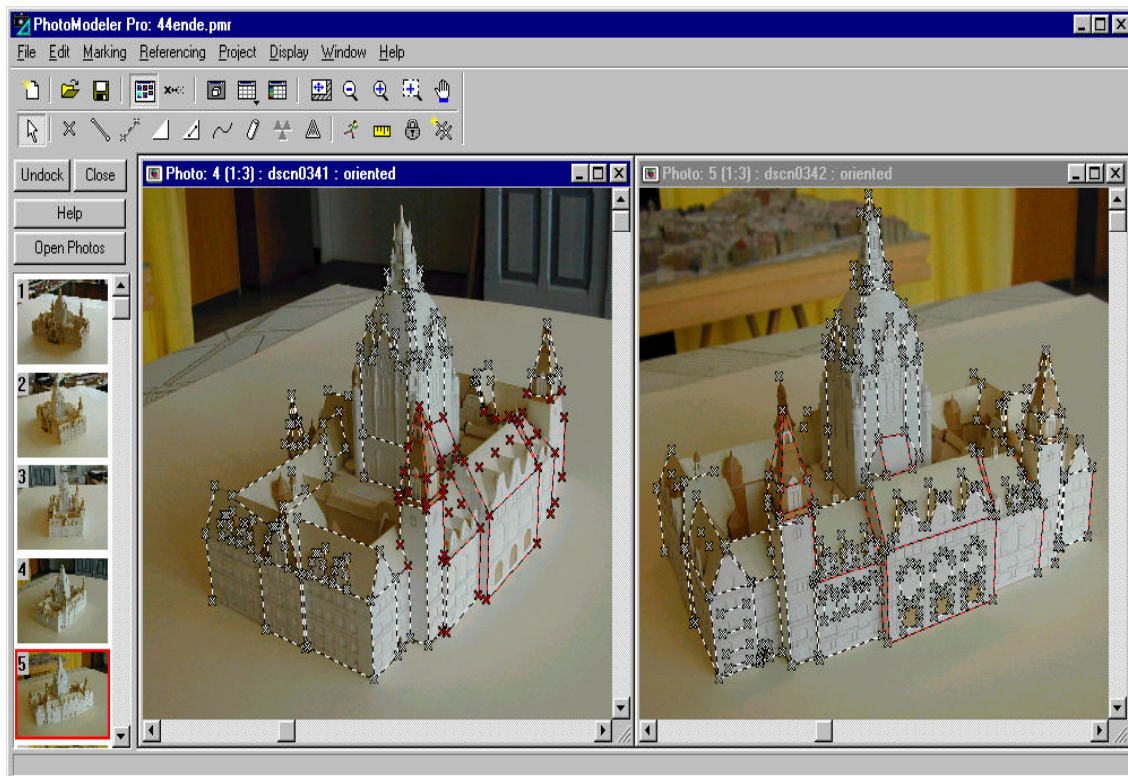 PhotoModeler Pro: 44ende.pmr
File Edit Marking Referencing Project Display Window Help
Undock Close
Help
Open Photos
1
2
3
4
5
Photo: 4 (1:3) : dscn0341 : oriented
Photo: 5 (1:3) : dscn0342 : oriented